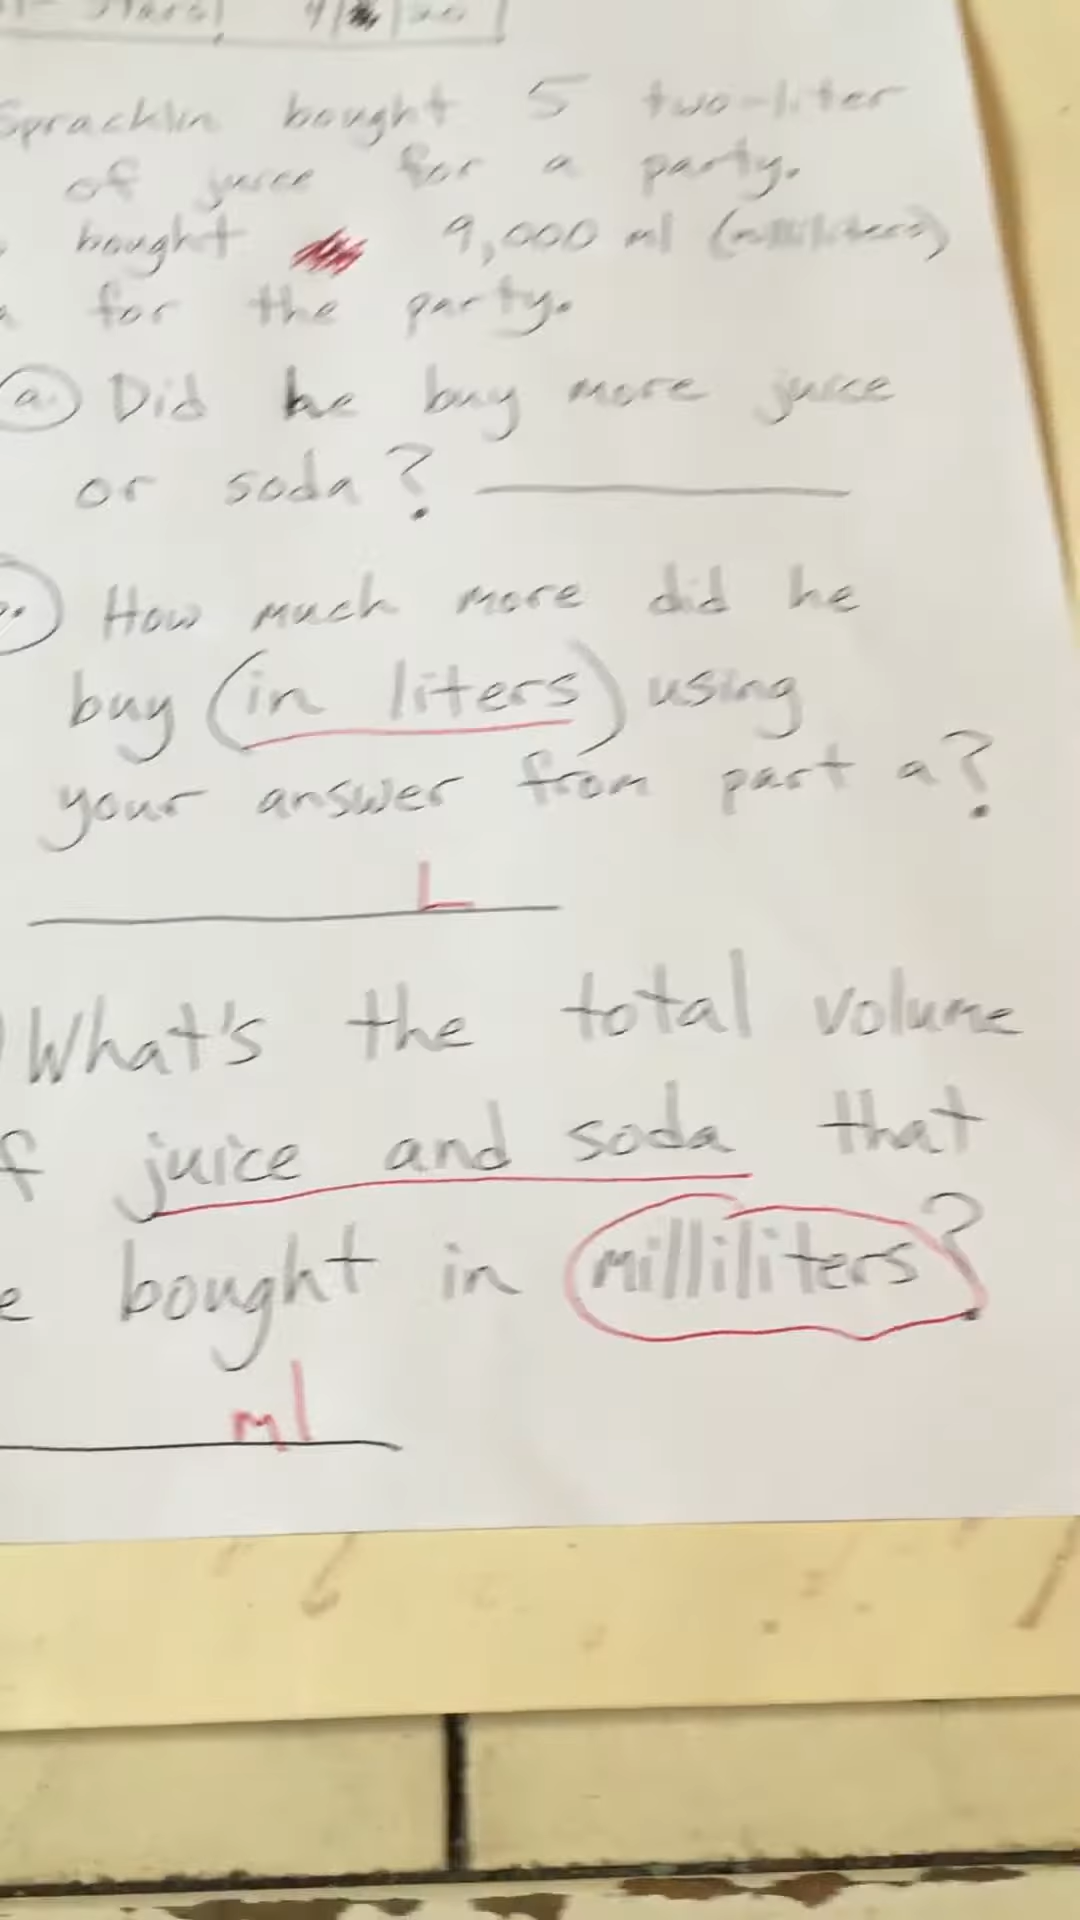 Spracklin bought 5 two-liter
of juice for a party.
bought 9,000 ml (milliliters)
for the party.
a. Did he buy more juice
or soda?
How much more did he
buy (in liters) using
your answer from part a?
L
What's the total volume
f juice and soda that
e bought in milliliters?
ml